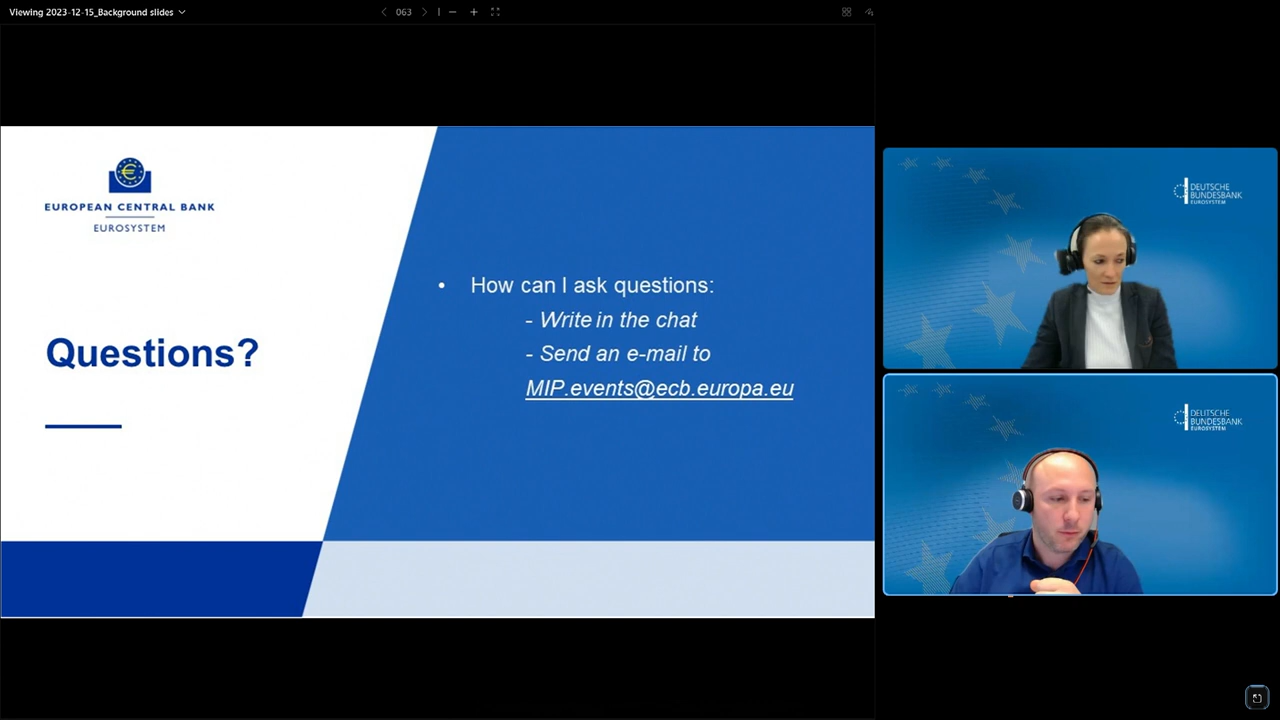 Viewing 2023-12-15_Background slides
063
EUROPEAN CENTRAL BANK
EUROSYSTEM
Questions?
• How can I ask questions:
- Write in the chat
- Send an e-mail to
MIP.events@ecb.europa.eu
DEUTSCHE
BUNDESBANK
EUROSYSTEM
DEUTSCHE
BUNDESBANK
EUROSYSTEM